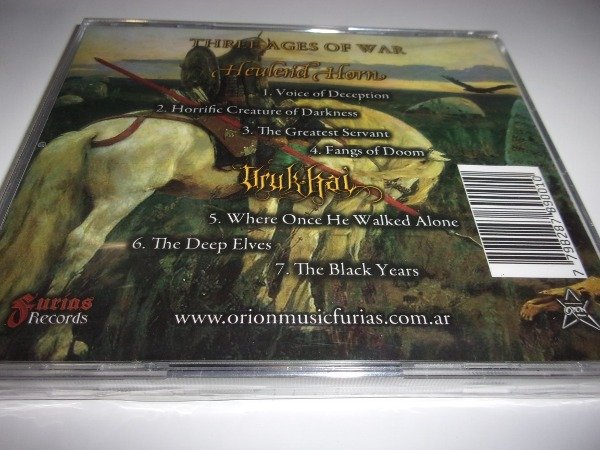 THREE AGES OF WAR
Heulend Horn
1. Voice of Deception
2. Horrific Creature of Darkness
3. The Greatest Servant
4. Fangs of Doom
Uruk-Hai
5. Where Once He Walked Alone
6. The Deep Elves
7. The Black Years
Furias
Records
www.orionmusicfurias.com.ar